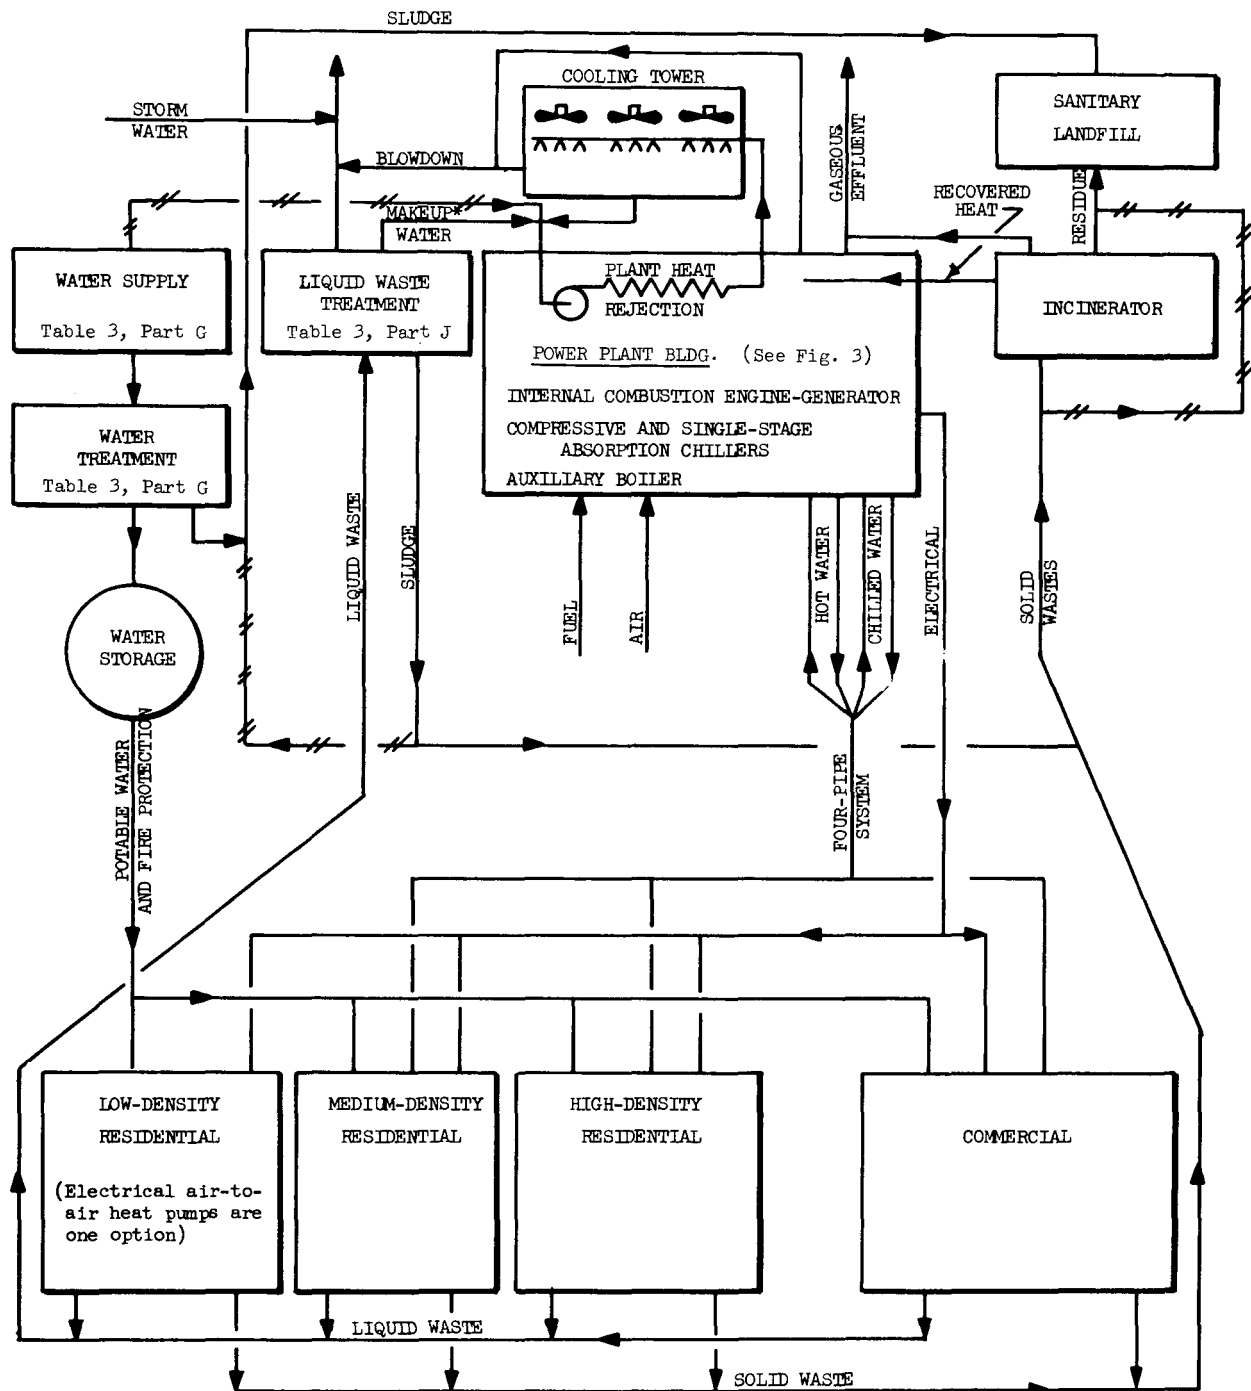 SLUDGE
COOLING TOWER
STORM
WATER
BLOWDOWN
GASEOUS
EFFLUENT
SANITARY
LANDFILL
RECOVERED
HEAT
RESIDUE
MAKEUP*
WATER
WATER SUPPLY
Table 3, Part G
LIQUID WASTE
TREATMENT
Table 3, Part J
PLANT HEAT
REJECTION
POWER PLANT BLDG. (See Fig. 3)
INTERNAL COMBUSTION ENGINE-GENERATOR
COMPRESSIVE AND SINGLE-STAGE
ABSORPTION CHILLERS
AUXILIARY BOILER
INCINERATOR
WATER
TREATMENT
Table 3, Part G
LIQUID WASTE
SLUDGE
FUEL
AIR
HOT WATER
CHILLED WATER
ELECTRICAL
SOLID
WASTES
WATER
STORAGE
POTABLE WATER
AND FIRE PROTECTION
FOUR-PIPE
SYSTEM
LOW-DENSITY
RESIDENTIAL
(Electrical air-to-
air heat pumps are
one option)
MEDIUM-DENSITY
RESIDENTIAL
HIGH-DENSITY
RESIDENTIAL
COMMERCIAL
LIQUID WASTE
SOLID WASTE